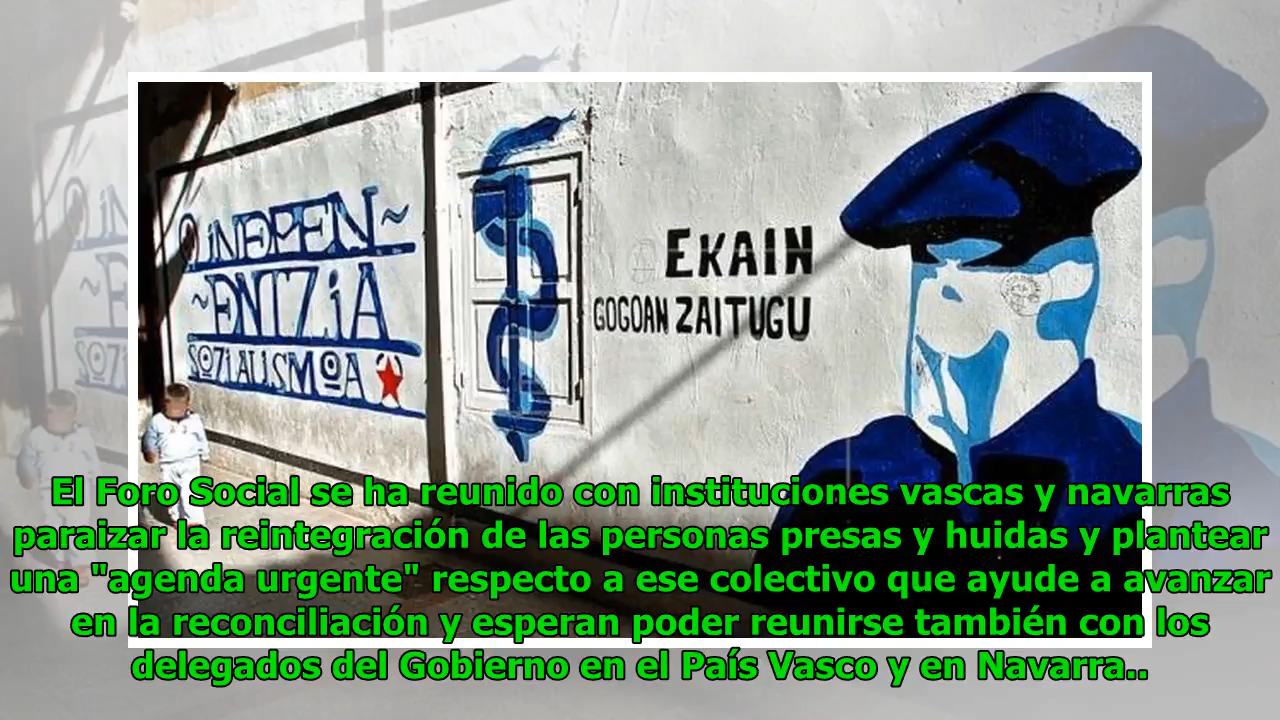 INDEPEN~
~DENTZIA
SOZIALISMOA
EKAIN
GOGOAN ZAITUGU
El Foro Social se ha reunido con instituciones vascas y navarras
paraizar la reintegración de las personas presas y huidas y plantear
una "agenda urgente" respecto a ese colectivo que ayude a avanzar
en la reconciliación y esperan poder reunirse también con los
delegados del Gobierno en el País Vasco y en Navarra..